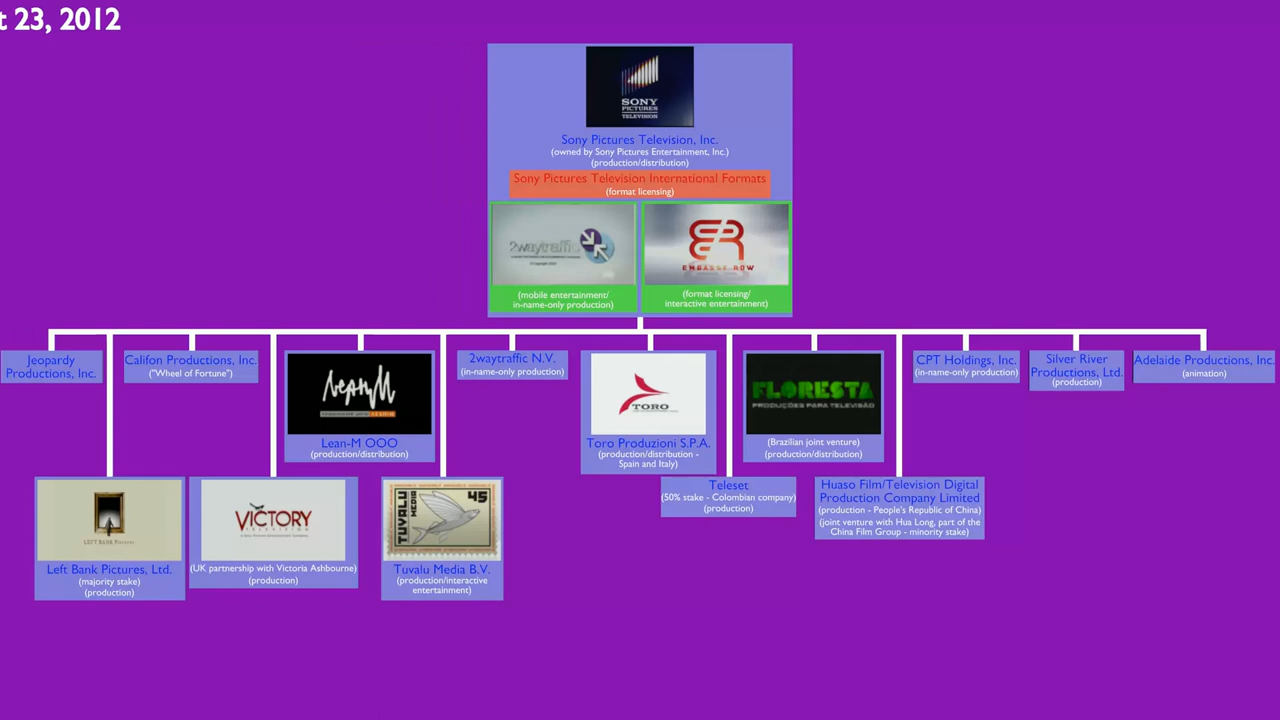 t 23, 2012
SONY
PICTURES
TELEVISION
Sony Pictures Television, Inc.
(owned by Sony Pictures Entertainment, Inc.)
(production/distribution)
Sony Pictures Television International Formats
(format licensing)
2waytraffic
EMBASSY ROW
(mobile entertainment/
in-name-only production)
(format licensing/
interactive entertainment)
Jeopardy
Productions, Inc.
Califon Productions, Inc.
("Wheel of Fortune")
Lean-M
Lean-M OOO
(production/distribution)
2waytraffic N.V.
(in-name-only production)
TORO
Toro Produzioni S.P.A.
(production/distribution -
Spain and Italy)
FLORESTA
PRODUÇÕES PARA TELEVISÃO
(Brazilian joint venture)
(production/distribution)
CPT Holdings, Inc.
(in-name-only production)
Silver River
Productions, Ltd.
(production)
Adelaide Productions, Inc.
(animation)
LEFT BANK Pictures
Left Bank Pictures, Ltd.
(majority stake)
(production)
VICTORY
TELEVISION
(UK partnership with Victoria Ashbourne)
(production)
TUVALU
MEDIA
45
Tuvalu Media B.V.
(production/interactive
entertainment)
Teleset
(50% stake - Colombian company)
(production)
Huaso Film/Television Digital
Production Company Limited
(production - People's Republic of China)
(joint venture with Hua Long, part of the
China Film Group - minority stake)